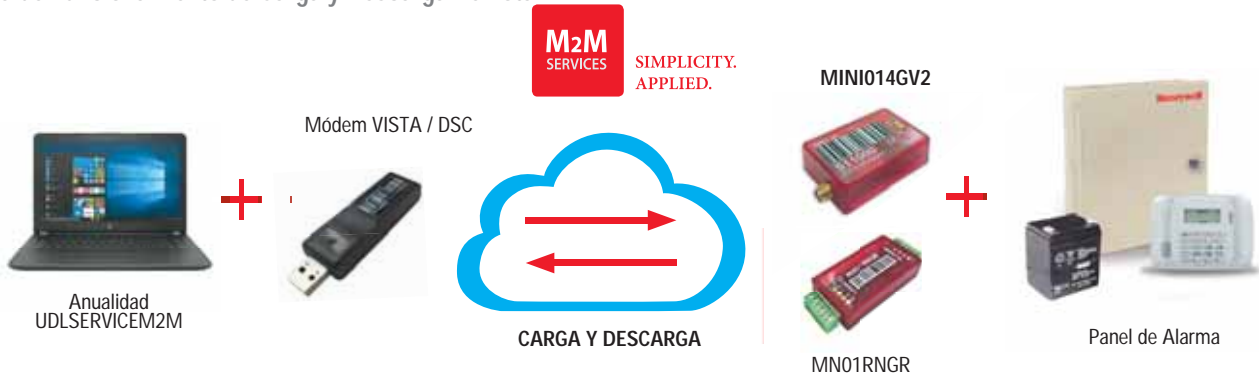 M2M
SERVICES
SIMPLICITY.
APPLIED.
MINI014GV2
Módem VISTA / DSC
Honeywell
Anualidad
UDLSERVICEM2M
CARGA Y DESCARGA
Panel de Alarma
MN01RNGR